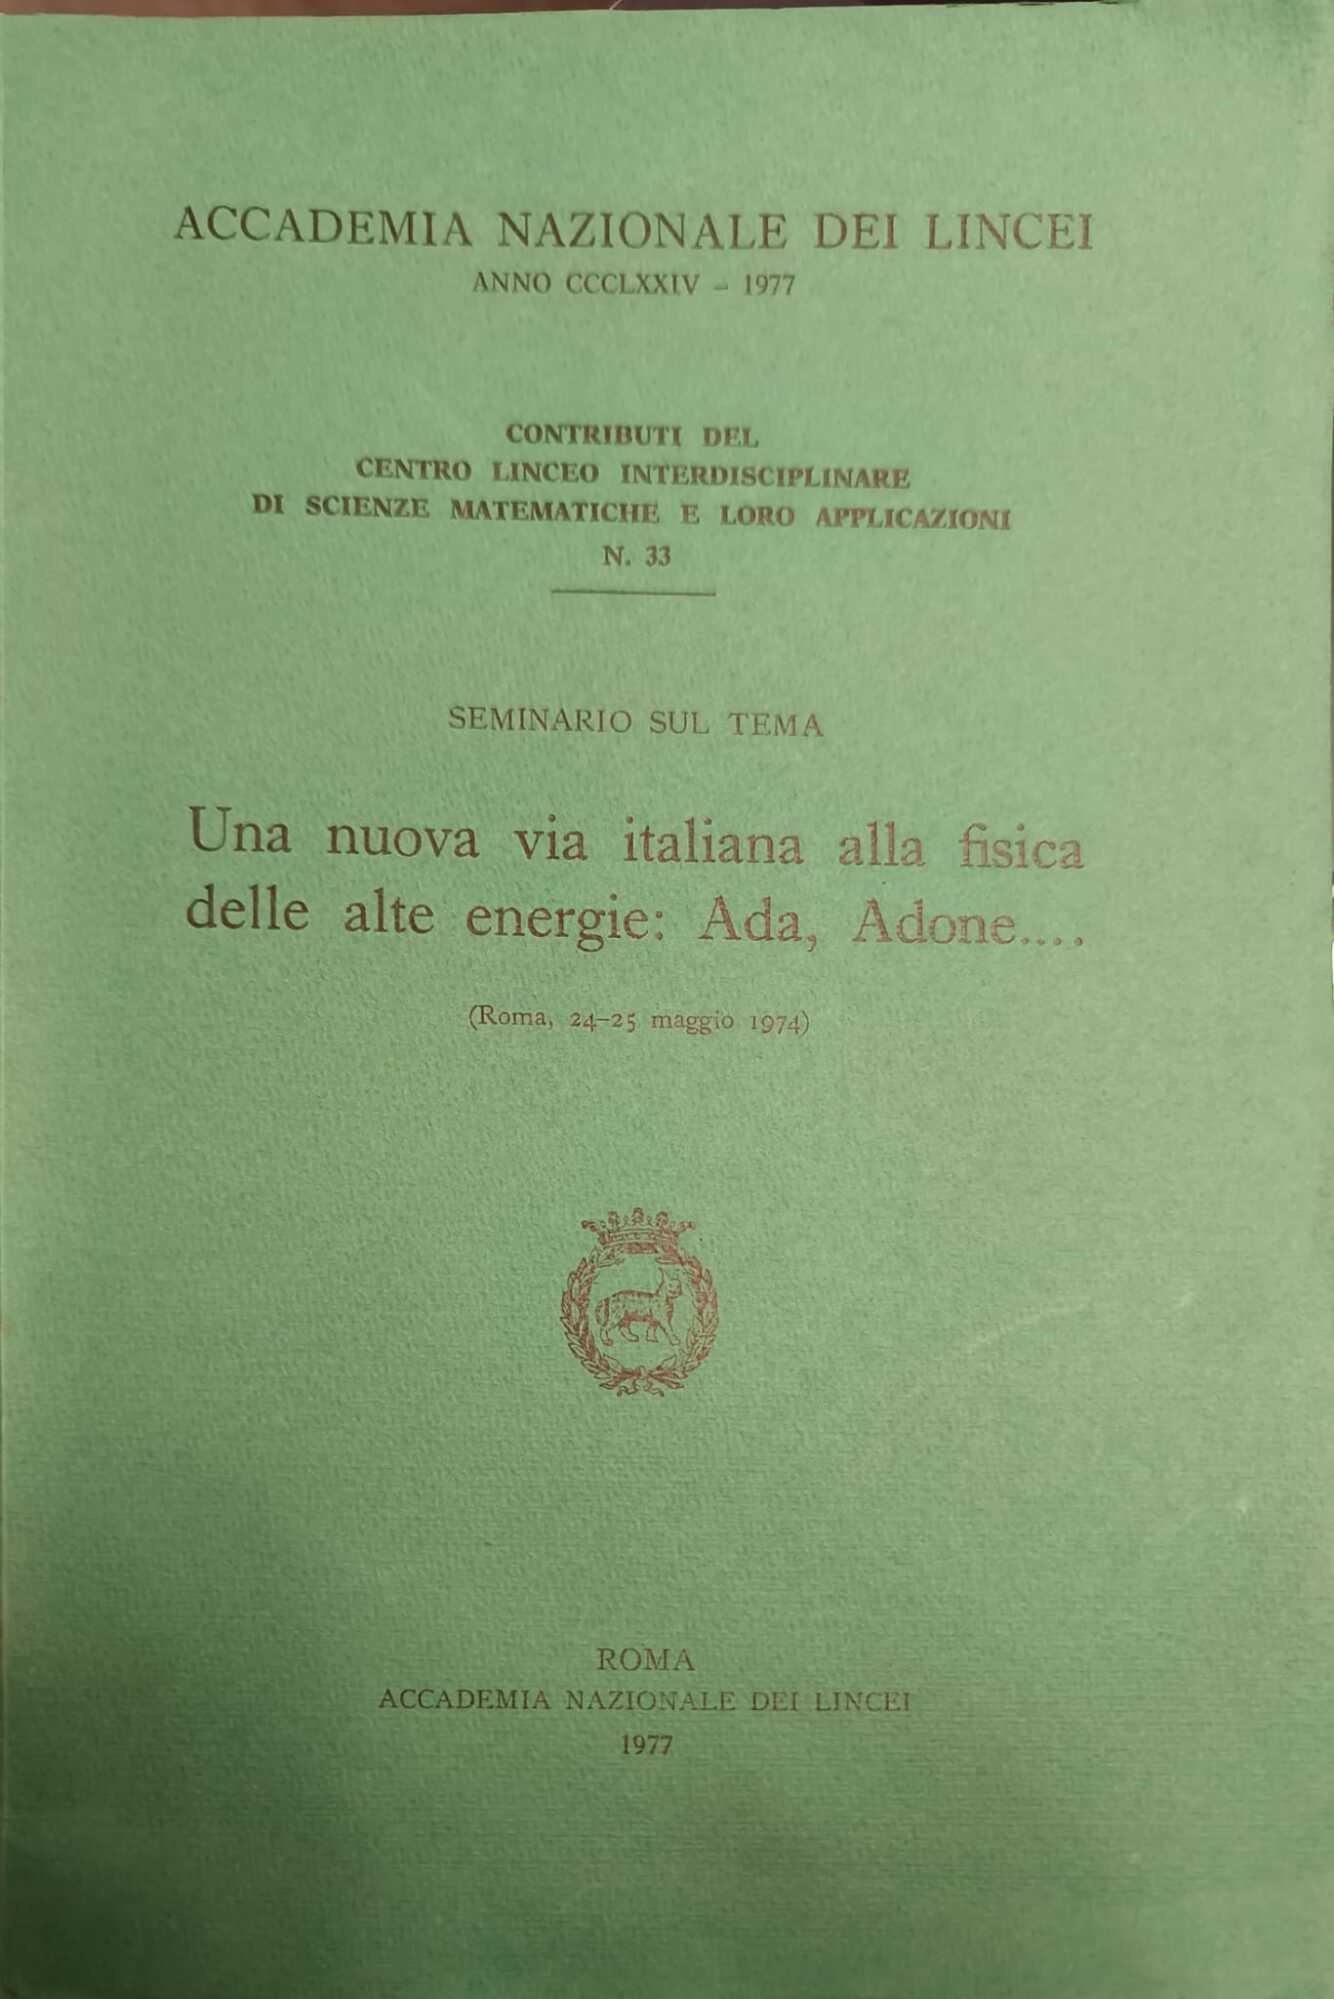 ACCADEMIA NAZIONALE DEI LINCEI
ANNO CCCLXXIV – 1977
CONTRIBUTI DEL
CENTRO LINCEO INTERDISCIPLINARE
DI SCIENZE MATEMATICHE E LORO APPLICAZIONI
N. 33
SEMINARIO SUL TEMA
Una nuova via italiana alla fisica
delle alte energie: Ada, Adone....
(Roma, 24–25 maggio 1974)
ROMA
ACCADEMIA NAZIONALE DEI LINCEI
1977